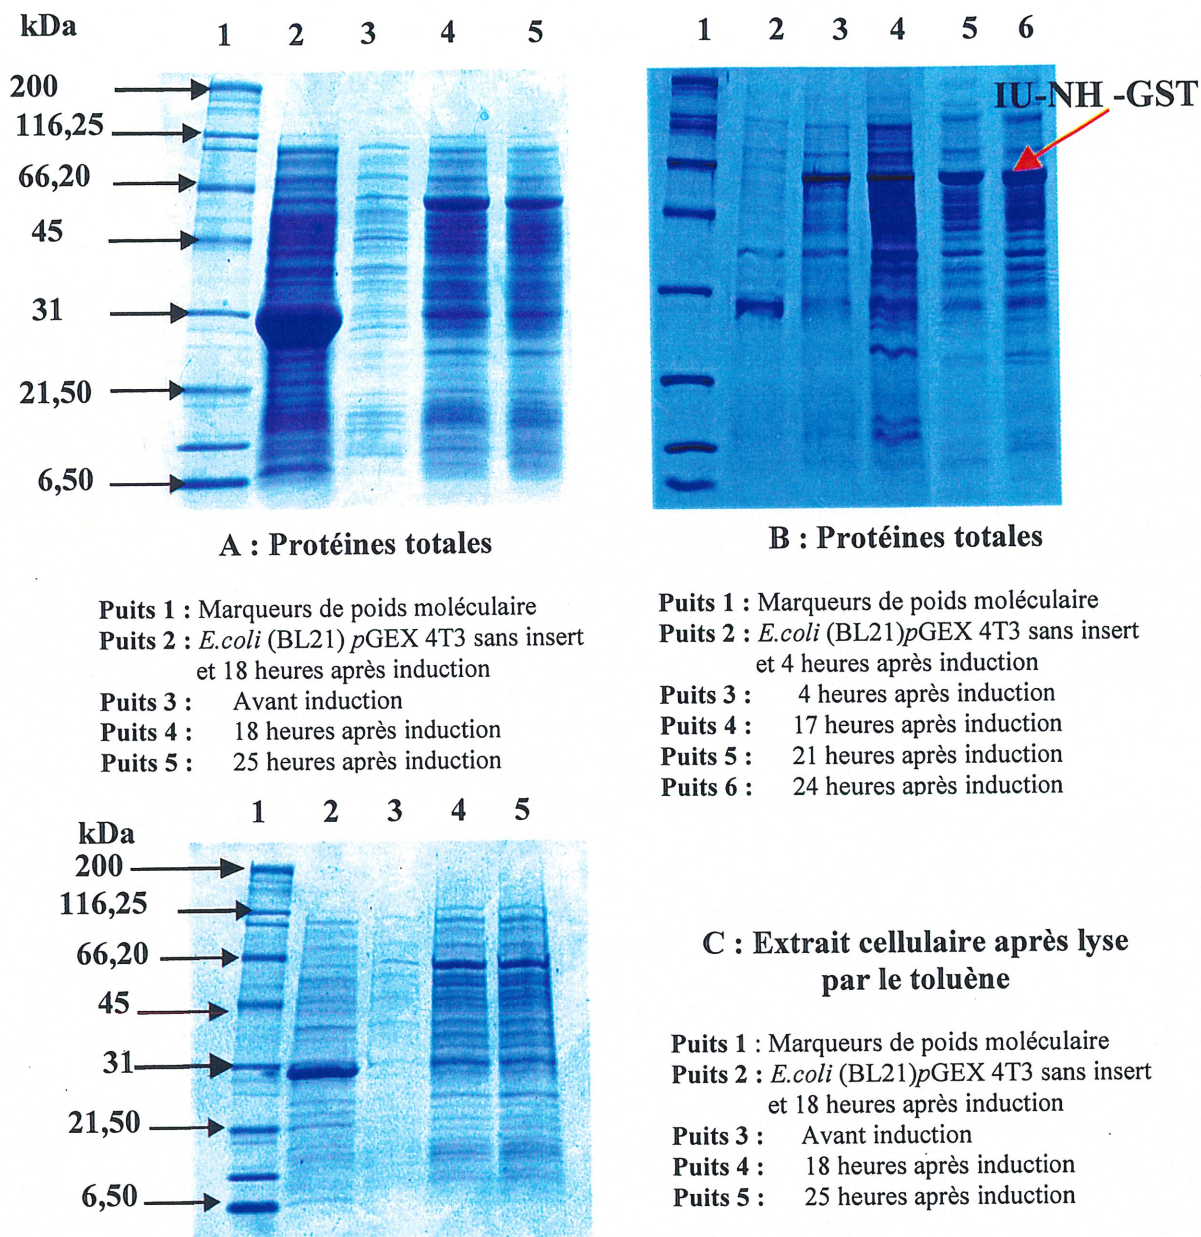 kDa
1 2 3 4 5
200
116,25
66,20
45
31
21,50
6,50
A : Protéines totales
Puits 1 : Marqueurs de poids moléculaire
Puits 2 : E.coli (BL21) pGEX 4T3 sans insert
et 18 heures après induction
Puits 3 : Avant induction
Puits 4 : 18 heures après induction
Puits 5 : 25 heures après induction
1 2 3 4 5 6
IU-NH -GST
B : Protéines totales
Puits 1 : Marqueurs de poids moléculaire
Puits 2 : E.coli (BL21)pGEX 4T3 sans insert
et 4 heures après induction
Puits 3 : 4 heures après induction
Puits 4 : 17 heures après induction
Puits 5 : 21 heures après induction
Puits 6 : 24 heures après induction
kDa
1 2 3 4 5
200
116,25
66,20
45
31
21,50
6,50
C : Extrait cellulaire après lyse
par le toluène
Puits 1 : Marqueurs de poids moléculaire
Puits 2 : E.coli (BL21)pGEX 4T3 sans insert
et 18 heures après induction
Puits 3 : Avant induction
Puits 4 : 18 heures après induction
Puits 5 : 25 heures après induction